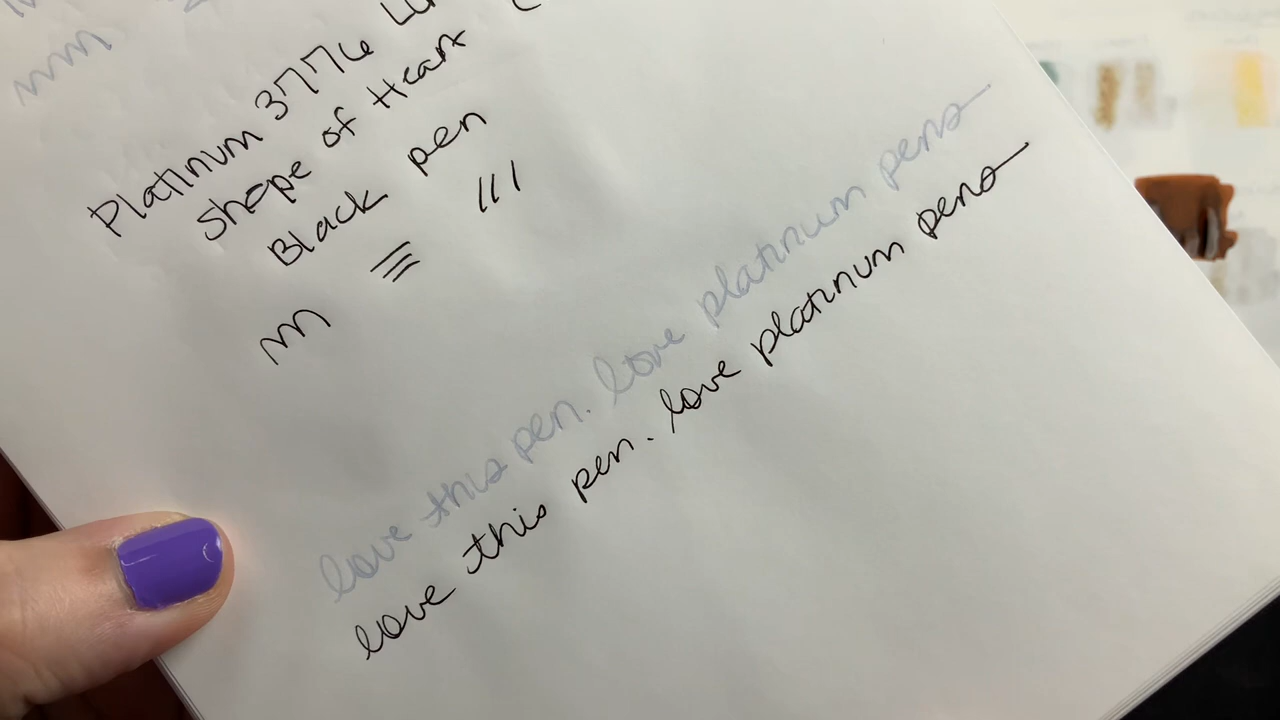 Platinum 3776
Shape of Heart
Black pen
love this pen. love platinum pens
love this pen. love platinum pens